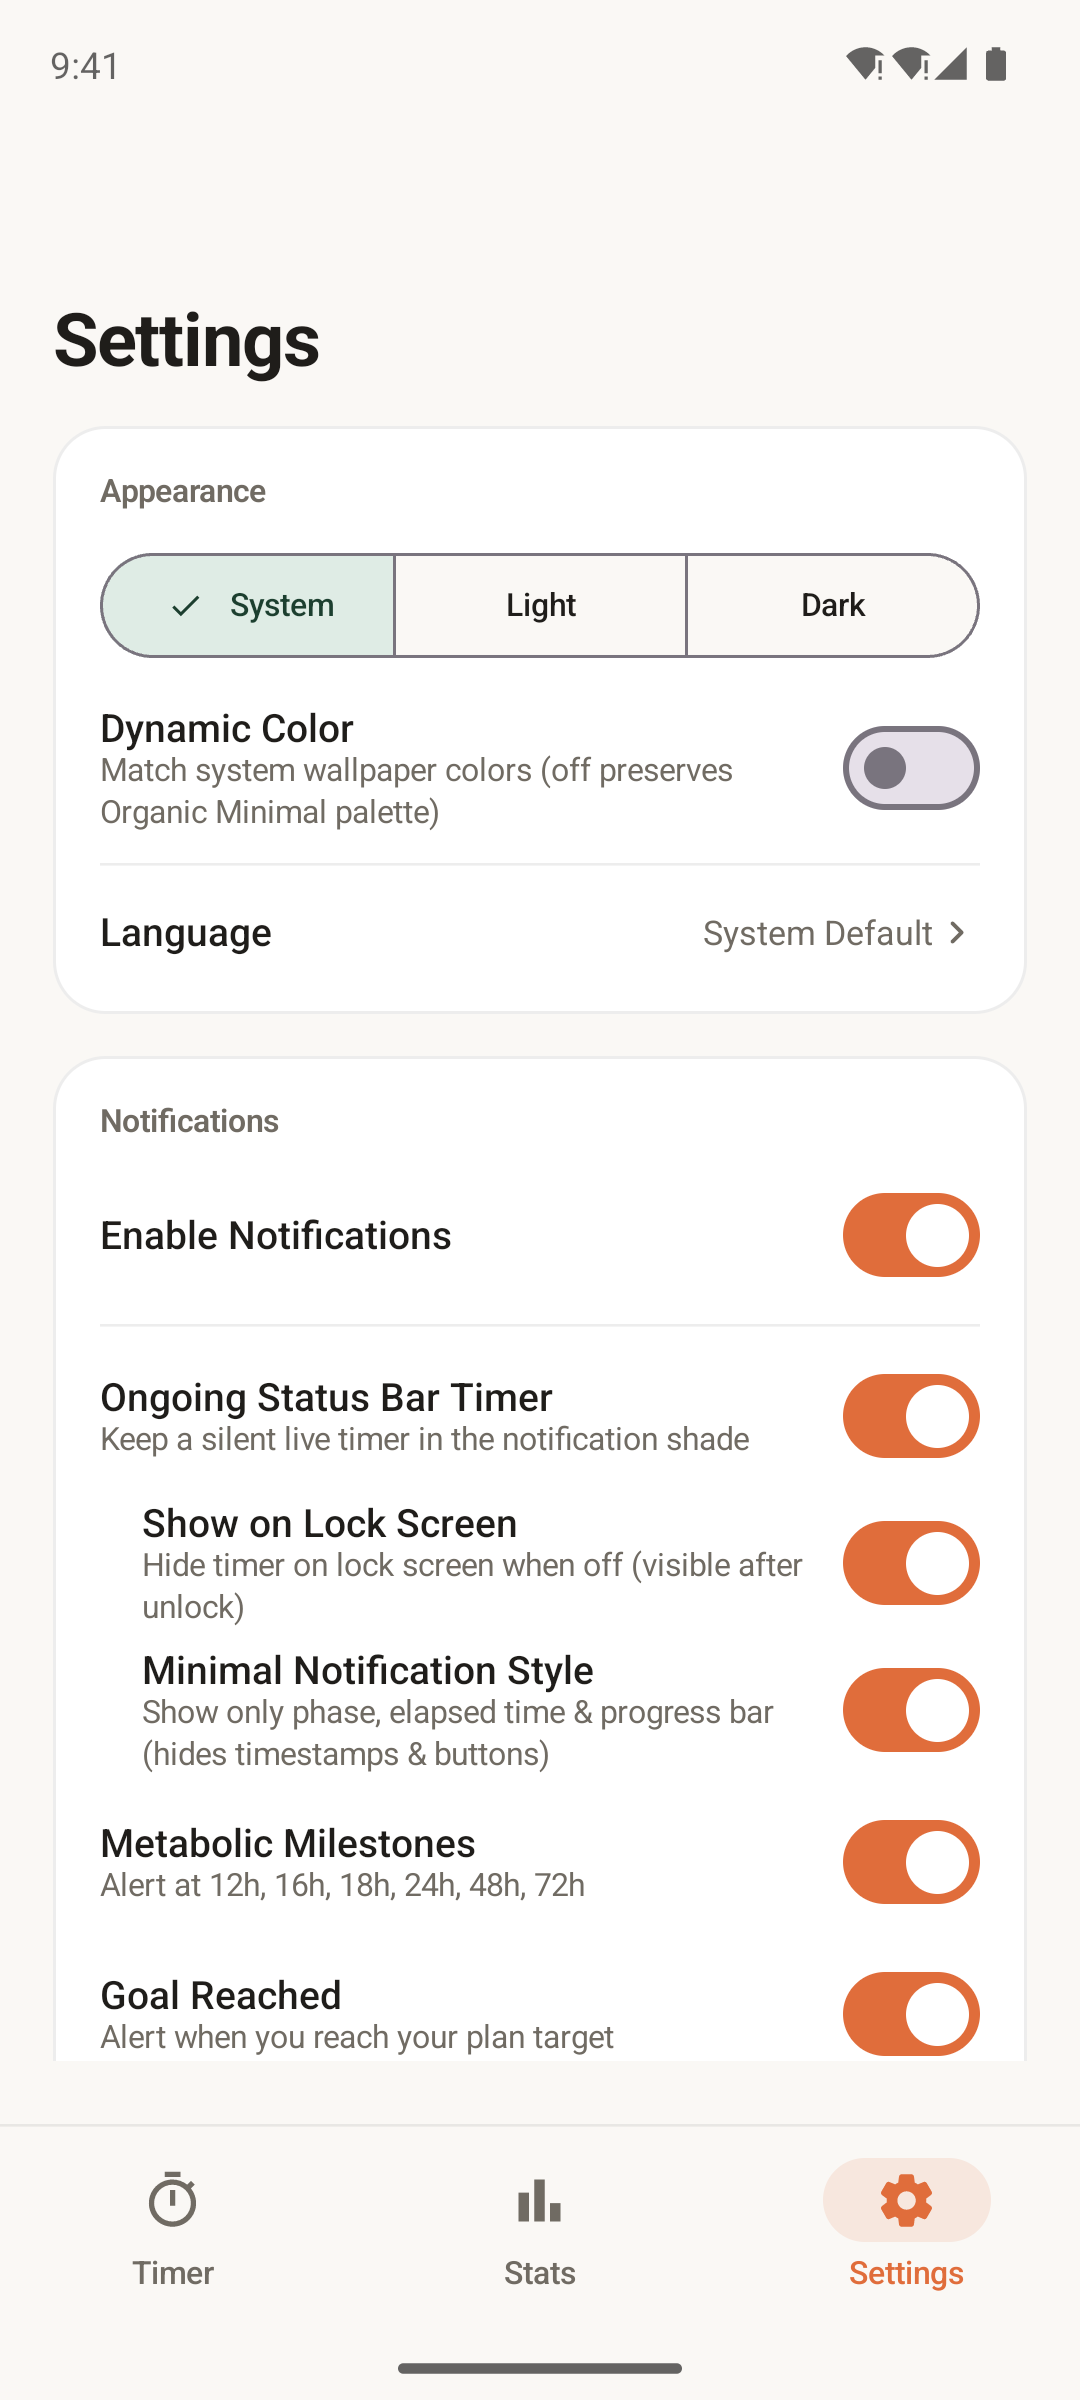 9:41
Settings
Appearance
System
Light
Dark
Dynamic Color
Match system wallpaper colors (off preserves
Organic Minimal palette)
Language
System Default
Notifications
Enable Notifications
Ongoing Status Bar Timer
Keep a silent live timer in the notification shade
Show on Lock Screen
Hide timer on lock screen when off (visible after
unlock)
Minimal Notification Style
Show only phase, elapsed time & progress bar
(hides timestamps & buttons)
Metabolic Milestones
Alert at 12h, 16h, 18h, 24h, 48h, 72h
Goal Reached
Alert when you reach your plan target
Timer
Stats
Settings